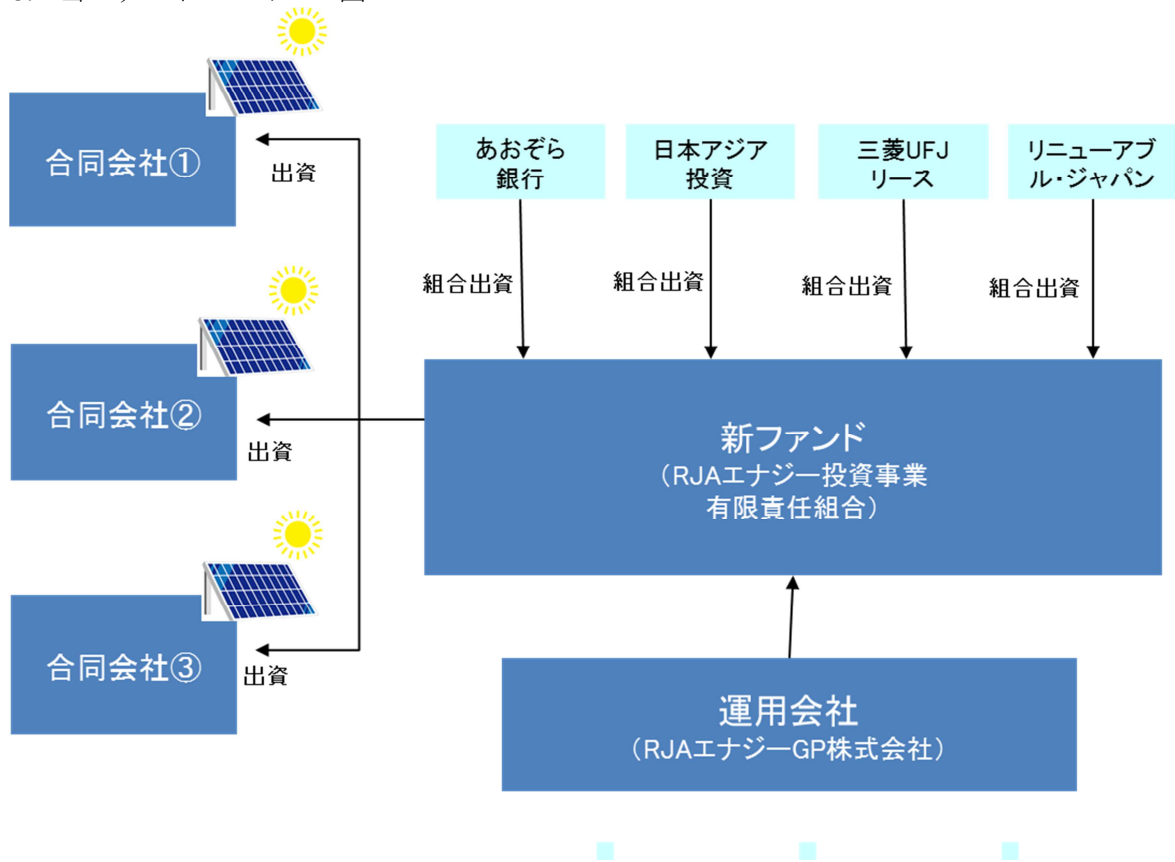 合同会社①
出資
あおぞら
銀行
日本アジア
投資
三菱UFJ
リース
リニューアブ
ル・ジャパン
組合出資
組合出資
組合出資
組合出資
合同会社②
出資
新ファンド
（RJAエナジー投資事業
有限責任組合）
合同会社③
出資
運用会社
（RJAエナジーGP株式会社）